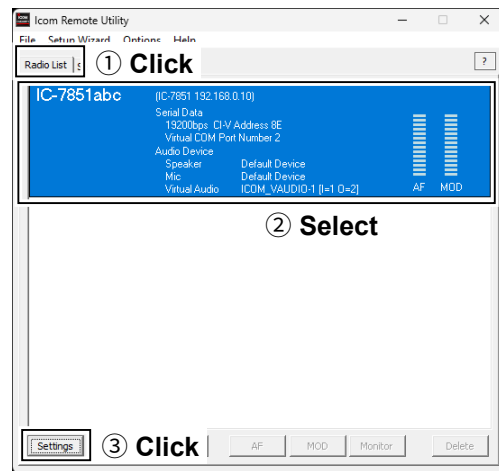 Icom Remote Utility
File Setup Wizard Options Help
Radio List ① Click ?
IC-7851abc (IC-7851 192.168.0.10)
Serial Data
19200bps CI-V Address 8E
Virtual COM Port Number 2
Audio Device
Speaker Default Device
Mic Default Device
Virtual Audio ICOM_VAUDIO-1 [I=1 O=2] AF MOD
② Select
Settings ③ Click AF MOD Monitor Delete